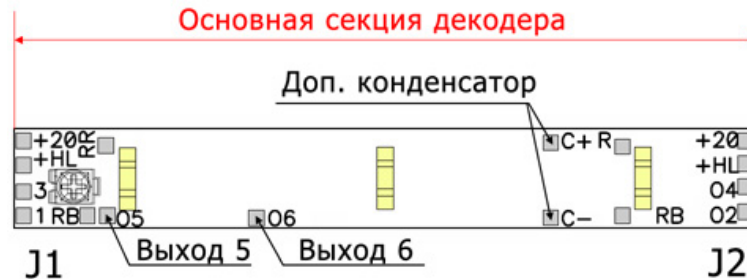 Основная секция декодера
Доп. конденсатор
+20 RR C+ R +20
+HL +HL
3 O4
1 RB O5 O6 C- RB O2
J1 Выход 5 Выход 6 J2